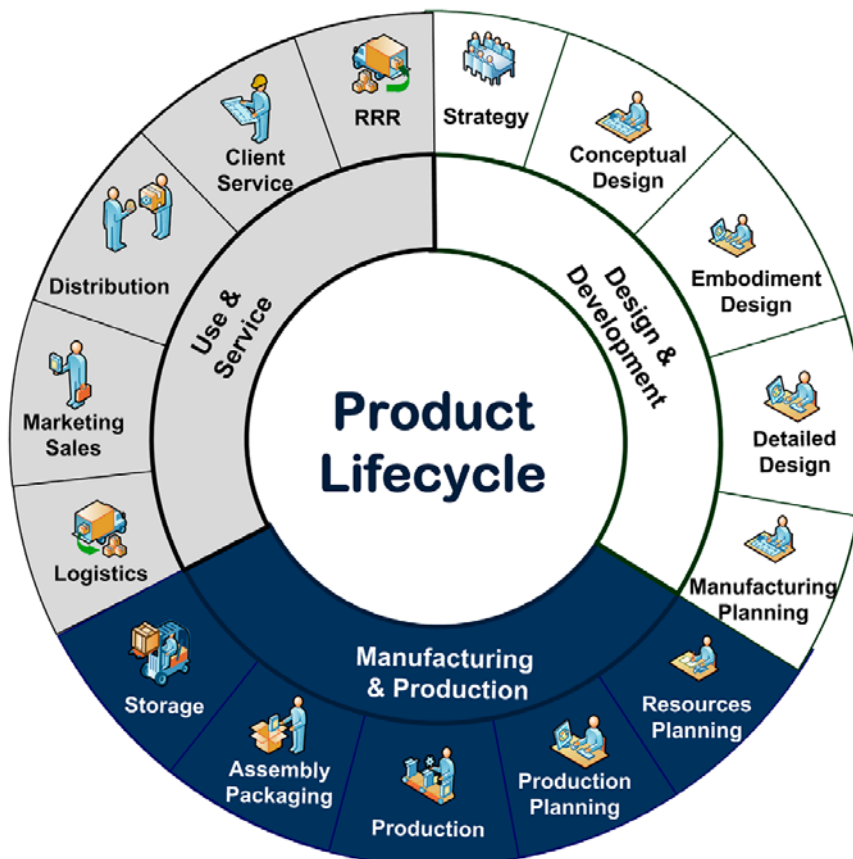 Product
Lifecycle
Design &
Development
Manufacturing
& Production
Use &
Service
Strategy
Conceptual
Design
Embodiment
Design
Detailed
Design
Manufacturing
Planning
Resources
Planning
Production
Planning
Production
Assembly
Packaging
Storage
Logistics
Marketing
Sales
Distribution
Client
Service
RRR